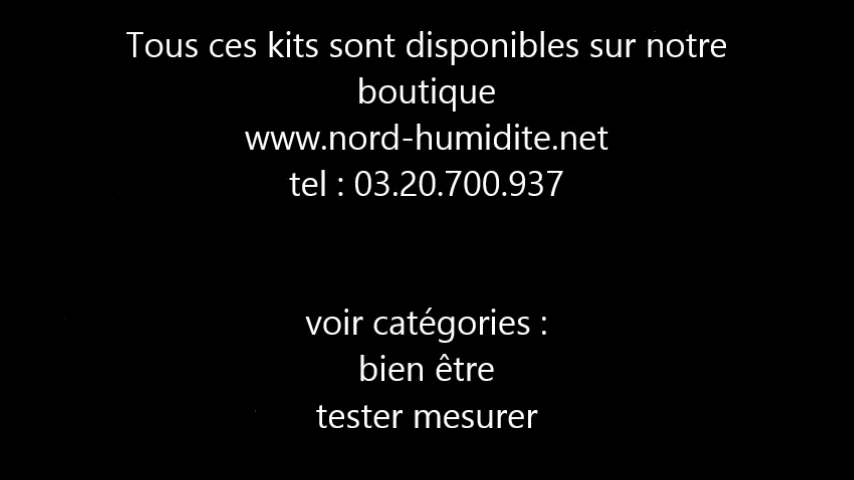 Tous ces kits sont disponibles sur notre
boutique
www.nord-humidite.net
tel : 03.20.700.937
voir catégories :
bien être
tester mesurer